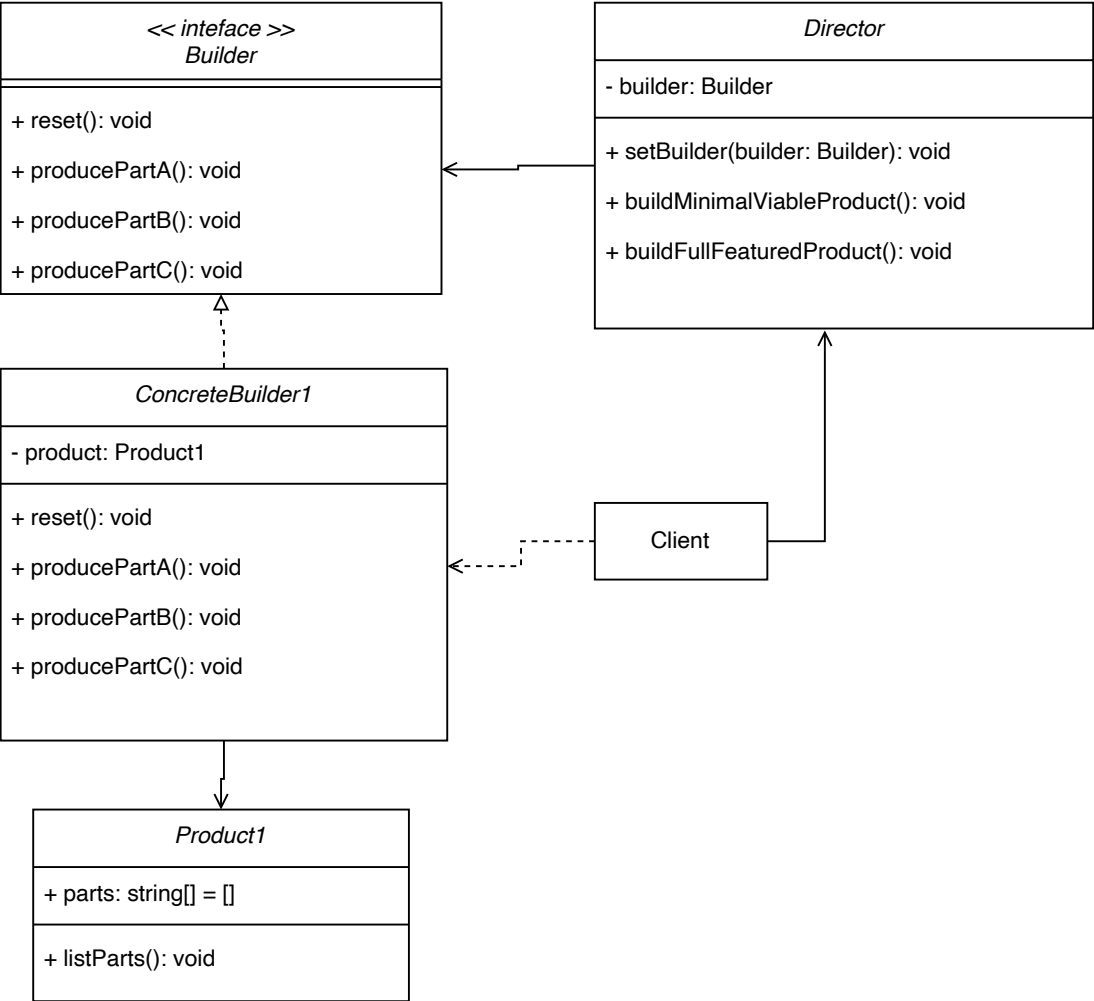 << inteface >>
Builder
+ reset(): void
+ producePartA(): void
+ producePartB(): void
+ producePartC(): void
Director
- builder: Builder
+ setBuilder(builder: Builder): void
+ buildMinimalViableProduct(): void
+ buildFullFeaturedProduct(): void
ConcreteBuilder1
- product: Product1
+ reset(): void
+ producePartA(): void
+ producePartB(): void
+ producePartC(): void
Client
Product1
+ parts: string[] = []
+ listParts(): void